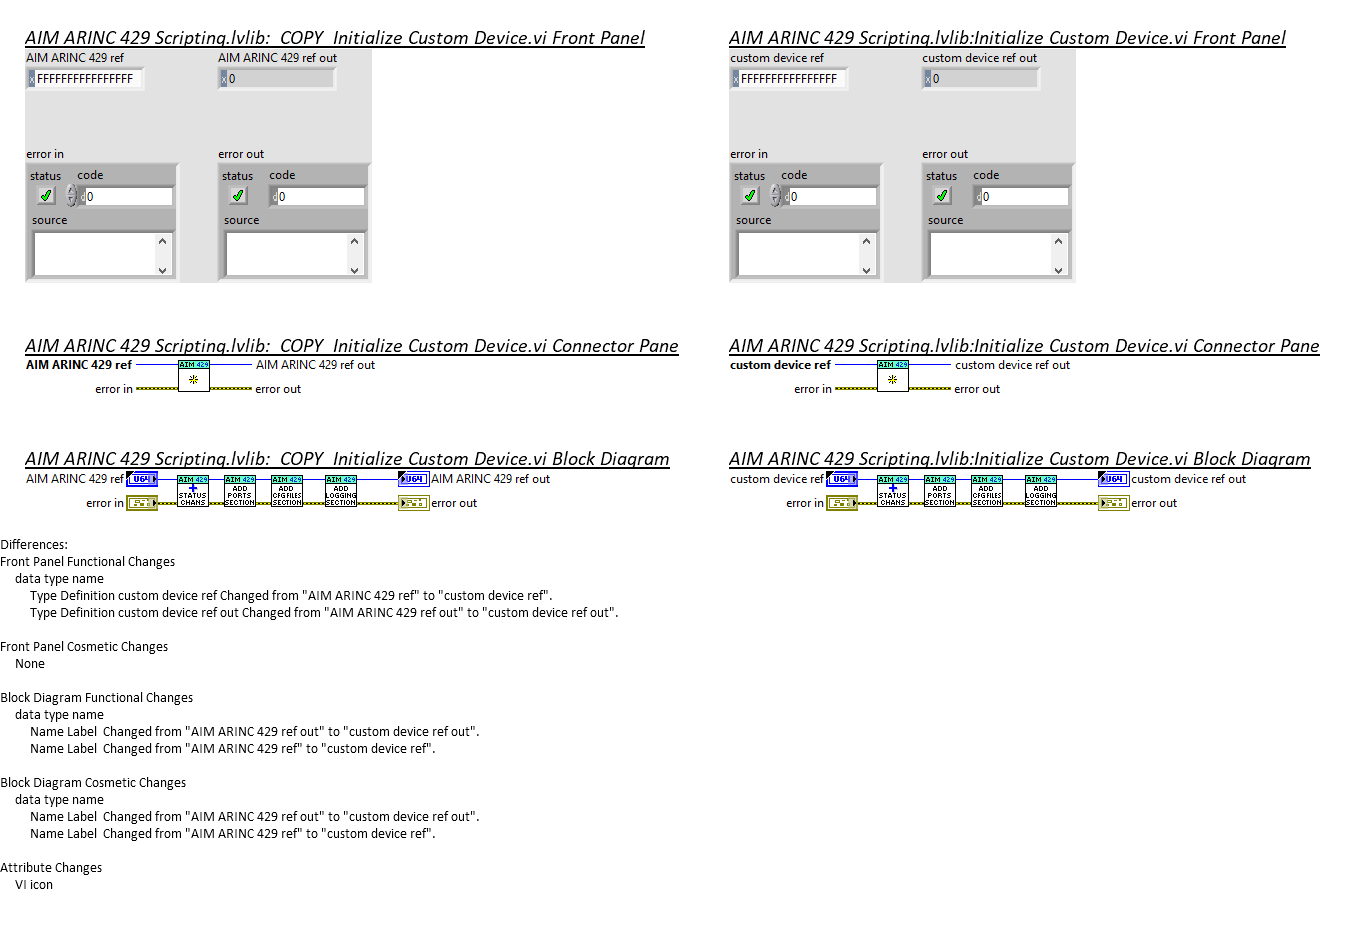 AIM ARINC 429 Scripting.lvlib:  COPY  Initialize Custom Device.vi Front Panel
AIM ARINC 429 ref
AIM ARINC 429 ref out
x FFFFFFFFFFFFFFFF
x 0
error in
error out
status
code
status
code
d 0
d 0
source
source
AIM ARINC 429 Scripting.lvlib:Initialize Custom Device.vi Front Panel
custom device ref
custom device ref out
x FFFFFFFFFFFFFFFF
x 0
error in
error out
status
code
status
code
d 0
d 0
source
source
AIM ARINC 429 Scripting.lvlib:  COPY  Initialize Custom Device.vi Connector Pane
AIM ARINC 429 ref
AIM 429
AIM ARINC 429 ref out
error in
error out
AIM ARINC 429 Scripting.lvlib:Initialize Custom Device.vi Connector Pane
custom device ref
AIM 429
custom device ref out
error in
error out
AIM ARINC 429 Scripting.lvlib:  COPY  Initialize Custom Device.vi Block Diagram
AIM ARINC 429 ref
U64
AIM 429
STATUS
CHANS
AIM 429
ADD
PORTS
SECTION
AIM 429
ADD
CFGFILES
SECTION
AIM 429
ADD
LOGGING
SECTION
U64
AIM ARINC 429 ref out
error in
error out
AIM ARINC 429 Scripting.lvlib:Initialize Custom Device.vi Block Diagram
custom device ref
U64
AIM 429
STATUS
CHANS
AIM 429
ADD
PORTS
SECTION
AIM 429
ADD
CFGFILES
SECTION
AIM 429
ADD
LOGGING
SECTION
U64
custom device ref out
error in
error out
Differences:
Front Panel Functional Changes
data type name
Type Definition custom device ref Changed from "AIM ARINC 429 ref" to "custom device ref".
Type Definition custom device ref out Changed from "AIM ARINC 429 ref out" to "custom device ref out".
Front Panel Cosmetic Changes
None
Block Diagram Functional Changes
data type name
Name Label  Changed from "AIM ARINC 429 ref out" to "custom device ref out".
Name Label  Changed from "AIM ARINC 429 ref" to "custom device ref".
Block Diagram Cosmetic Changes
data type name
Name Label  Changed from "AIM ARINC 429 ref out" to "custom device ref out".
Name Label  Changed from "AIM ARINC 429 ref" to "custom device ref".
Attribute Changes
VI icon